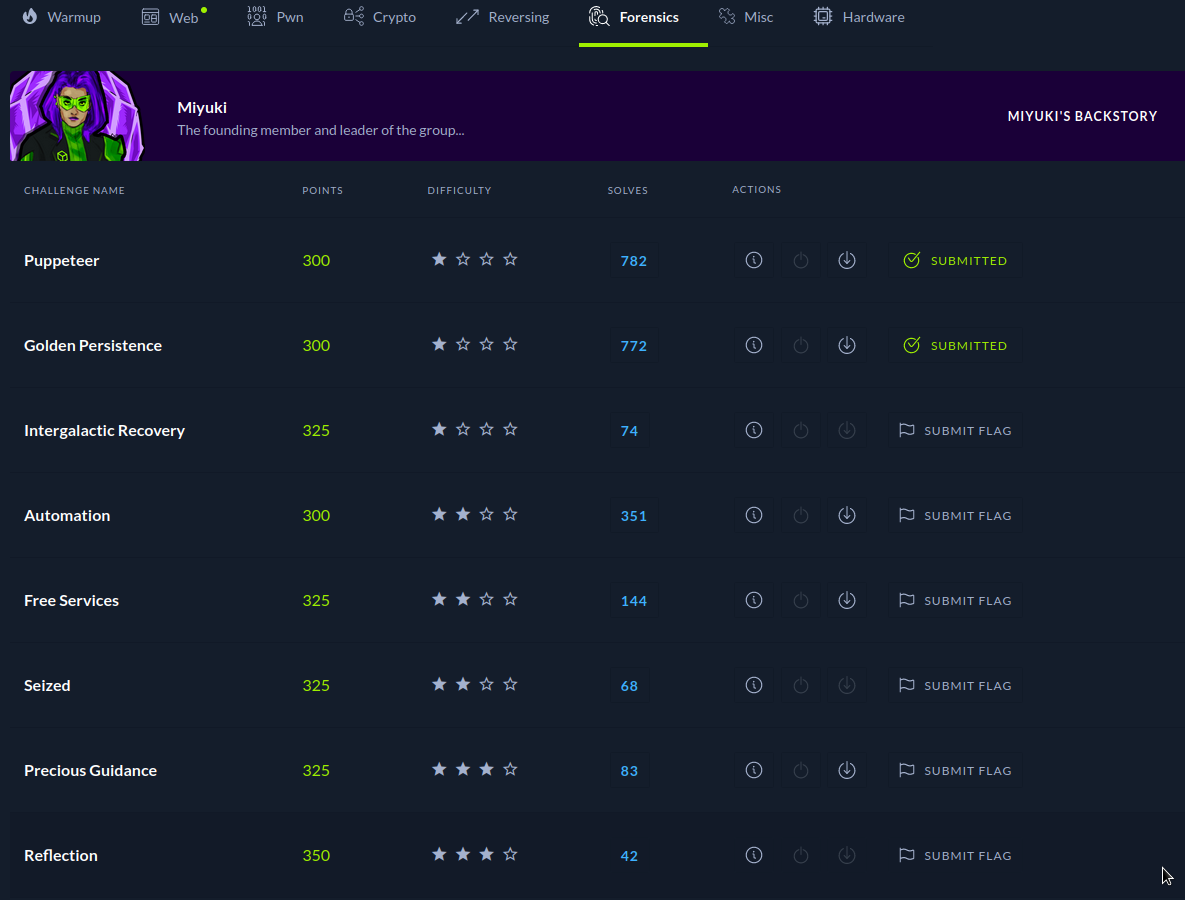 Warmup Web 1001 Pwn Crypto Reversing Forensics Misc Hardware
Miyuki
The founding member and leader of the group...
MIYUKI'S BACKSTORY
CHALLENGE NAME POINTS DIFFICULTY SOLVES ACTIONS
Puppeteer 300 782 SUBMITTED
Golden Persistence 300 772 SUBMITTED
Intergalactic Recovery 325 74 SUBMIT FLAG
Automation 300 351 SUBMIT FLAG
Free Services 325 144 SUBMIT FLAG
Seized 325 68 SUBMIT FLAG
Precious Guidance 325 83 SUBMIT FLAG
Reflection 350 42 SUBMIT FLAG